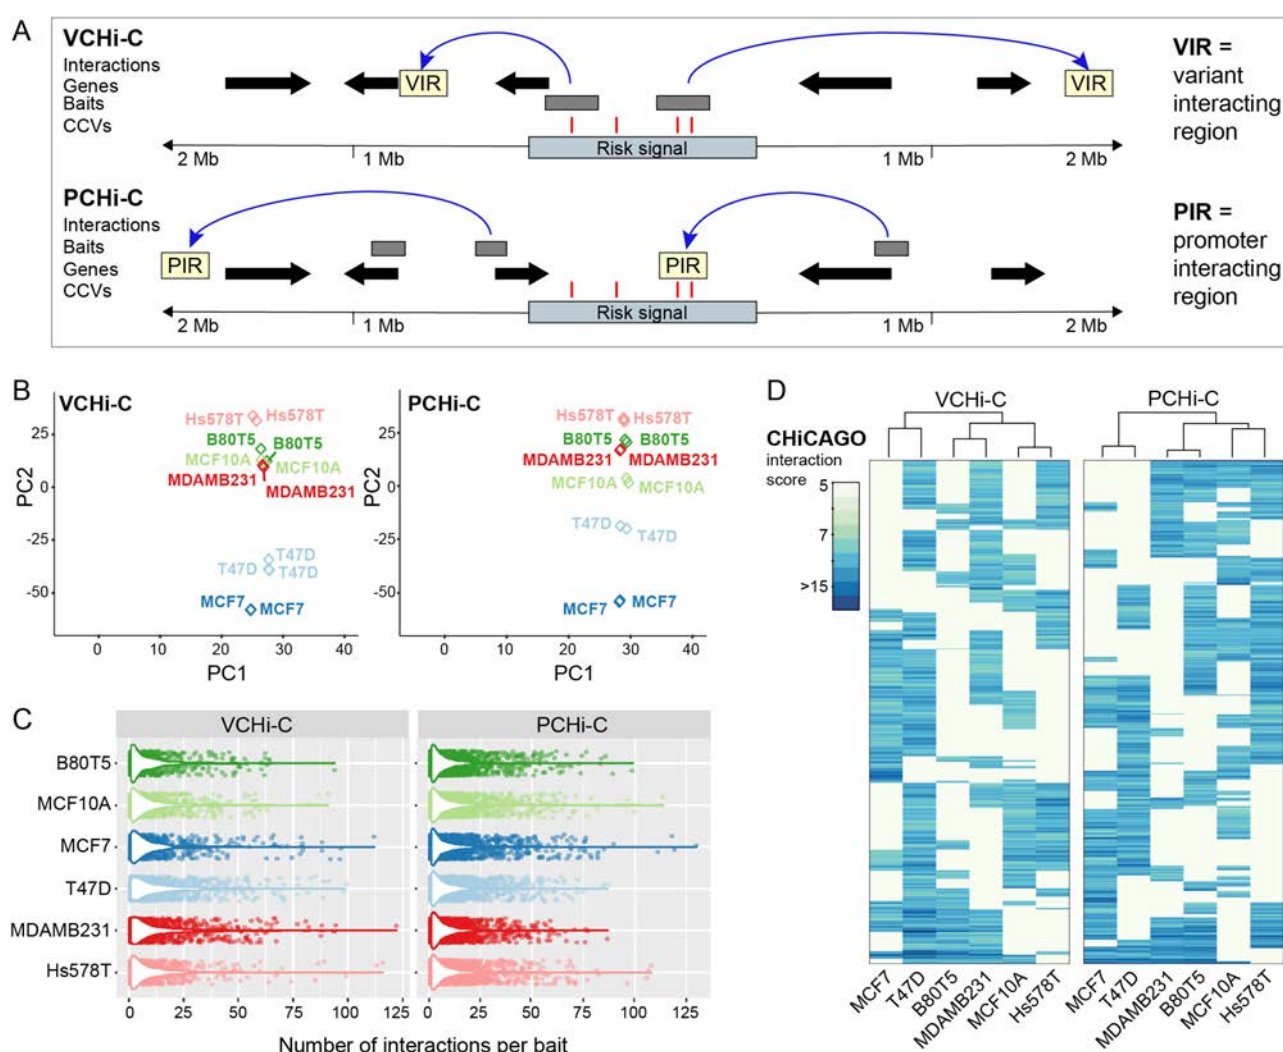 A
VCHi-C
Interactions
Genes
Baits
CCVs
VIR
VIR
Risk signal
2 Mb
1 Mb
1 Mb
2 Mb
VIR =
variant
interacting
region
PCHi-C
Interactions
Baits
Genes
CCVs
PIR
PIR
Risk signal
2 Mb
1 Mb
1 Mb
2 Mb
PIR =
promoter
interacting
region
B
VCHi-C
PC2
25
0
-25
-50
Hs578T
Hs578T
B80T5
B80T5
MCF10A
MCF10A
MDAMB231
MDAMB231
T47D
T47D
T47D
MCF7
MCF7
0
10
20
30
40
PC1
PCHi-C
PC2
25
0
-25
-50
Hs578T
Hs578T
B80T5
B80T5
MDAMB231
MDAMB231
MCF10A
MCF10A
T47D
T47D
MCF7
MCF7
0
10
20
30
40
PC1
C
VCHi-C
PCHi-C
B80T5
MCF10A
MCF7
T47D
MDAMB231
Hs578T
0
25
50
75
100
125
0
25
50
75
100
125
Number of interactions per bait
D
VCHi-C
PCHi-C
CHiCAGO
interaction
score
5
7
>15
MCF7
T47D
B80T5
MDAMB231
MCF10A
Hs578T
MCF7
T47D
MDAMB231
B80T5
MCF10A
Hs578T